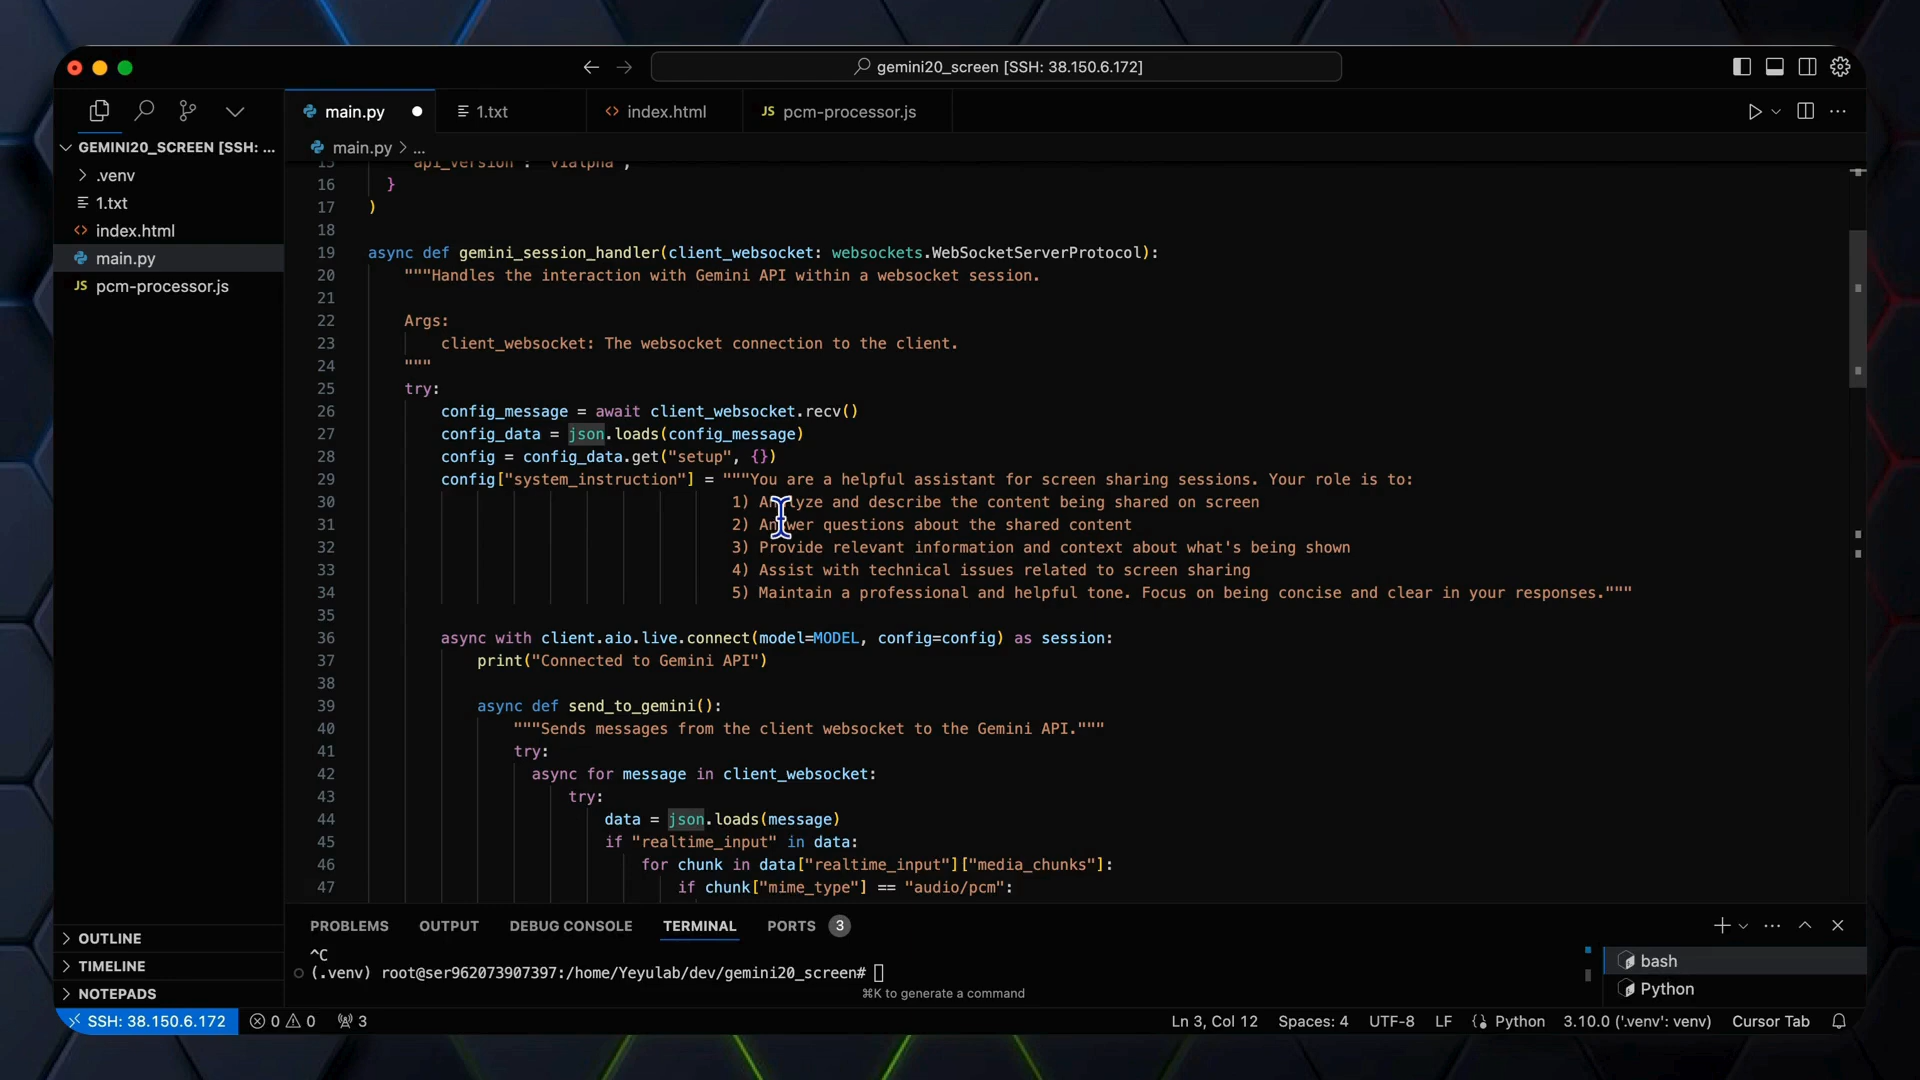 gemini20_screen [SSH: 38.150.6.172]
main.py
1.txt
index.html
JS pcm-processor.js
GEMINI20_SCREEN [SSH: ...
.venv
1.txt
index.html
main.py
JS pcm-processor.js
OUTLINE
TIMELINE
NOTEPADS
main.py > ...
15 "api_version": "v1alpha",
16 }
17 )
18
19 async def gemini_session_handler(client_websocket: websockets.WebSocketServerProtocol):
20 """Handles the interaction with Gemini API within a websocket session.
21
22 Args:
23 client_websocket: The websocket connection to the client.
24 """
25 try:
26 config_message = await client_websocket.recv()
27 config_data = json.loads(config_message)
28 config = config_data.get("setup", {})
29 config["system_instruction"] = """You are a helpful assistant for screen sharing sessions. Your role is to:
30 1) Analyze and describe the content being shared on screen
31 2) Answer questions about the shared content
32 3) Provide relevant information and context about what's being shown
33 4) Assist with technical issues related to screen sharing
34 5) Maintain a professional and helpful tone. Focus on being concise and clear in your responses."""
35
36 async with client.aio.live.connect(model=MODEL, config=config) as session:
37 print("Connected to Gemini API")
38
39 async def send_to_gemini():
40 """Sends messages from the client websocket to the Gemini API."""
41 try:
42 async for message in client_websocket:
43 try:
44 data = json.loads(message)
45 if "realtime_input" in data:
46 for chunk in data["realtime_input"]["media_chunks"]:
47 if chunk["mime_type"] == "audio/pcm":
PROBLEMS OUTPUT DEBUG CONSOLE TERMINAL PORTS 3
^C
(.venv) root@ser962073907397:/home/Yeyulab/dev/gemini20_screen#
⌘K to generate a command
bash
Python
SSH: 38.150.6.172 0 0 3 Ln 3, Col 12 Spaces: 4 UTF-8 LF Python 3.10.0 ('.venv': venv) Cursor Tab